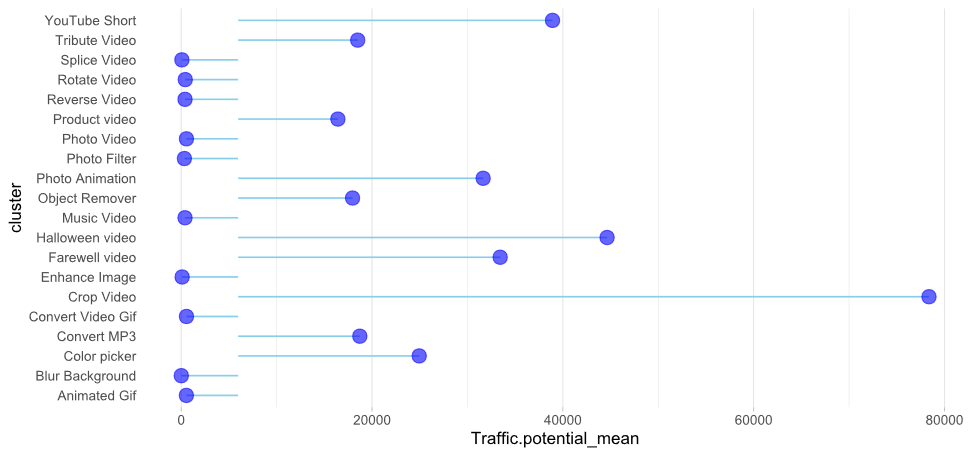 YouTube Short
Tribute Video
Splice Video
Rotate Video
Reverse Video
Product video
Photo Video
Photo Filter
Photo Animation
Object Remover
Music Video
Halloween video
Farewell video
Enhance Image
Crop Video
Convert Video Gif
Convert MP3
Color picker
Blur Background
Animated Gif
cluster
0 20000 40000 60000 80000
Traffic.potential_mean